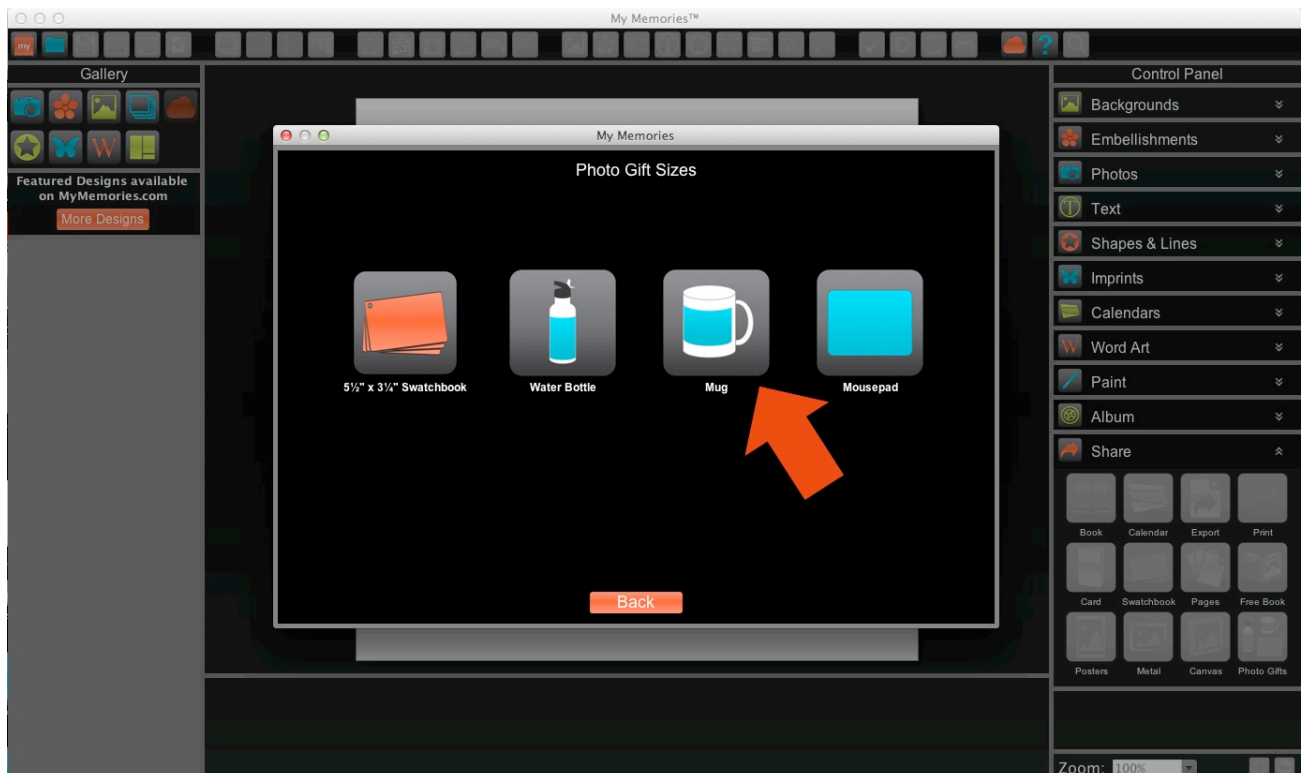 My Memories™
my
?
Gallery
W
Featured Designs available
on MyMemories.com
More Designs
My Memories
Photo Gift Sizes
5½" x 3¼" Swatchbook
Water Bottle
Mug
Mousepad
Back
Control Panel
Backgrounds
Embellishments
Photos
T Text
Shapes & Lines
Imprints
Calendars
W Word Art
Paint
Album
Share
Book Calendar Export Print
Card Swatchbook Pages Free Book
Posters Metal Canvas Photo Gifts
Zoom: 100%